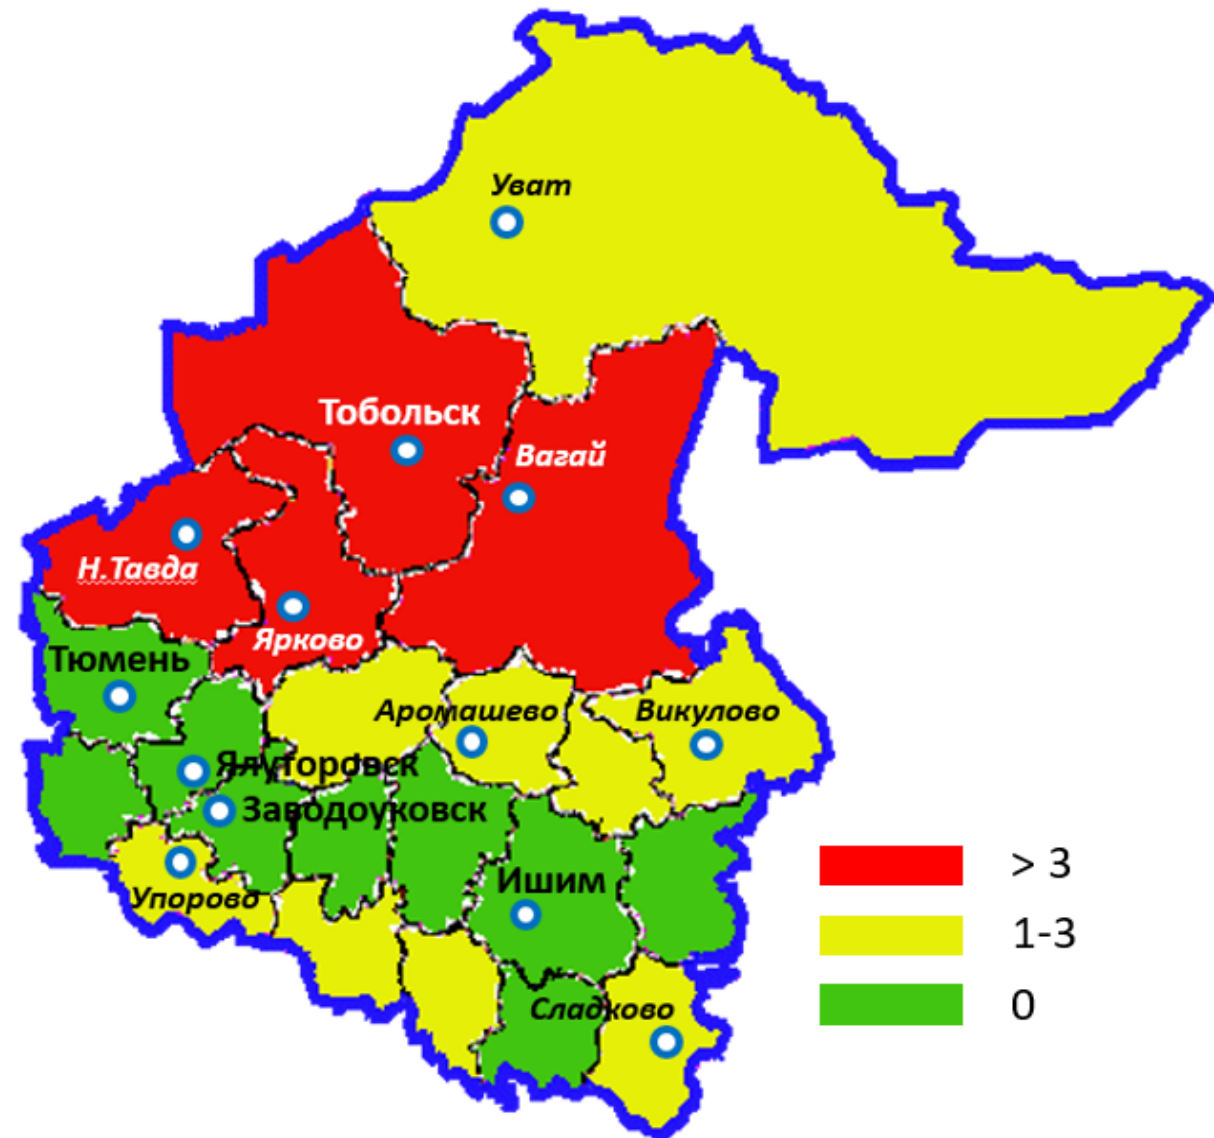 Уват
Тобольск
Вагай
Н.Тавда
Ярково
Тюмень
Аромашево
Викулово
Ялуторовск
Заводоуковск
Упорово
Ишим
Сладково
> 3
1-3
0